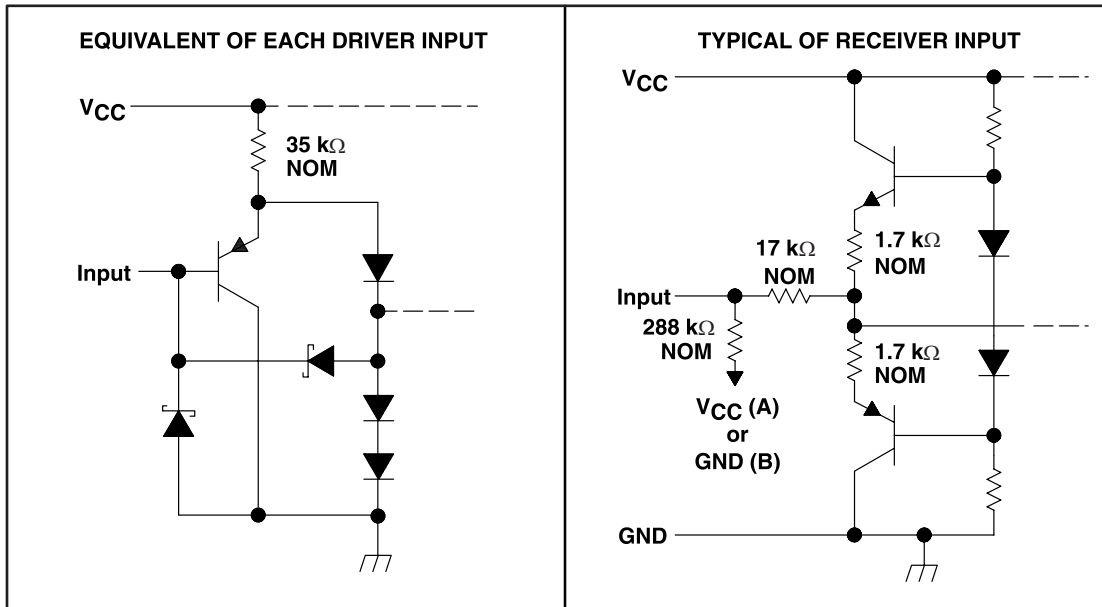 EQUIVALENT OF EACH DRIVER INPUT
VCC
35 kΩ
NOM
Input
TYPICAL OF RECEIVER INPUT
VCC
17 kΩ
NOM
1.7 kΩ
NOM
Input
288 kΩ
NOM
1.7 kΩ
NOM
VCC (A)
or
GND (B)
GND